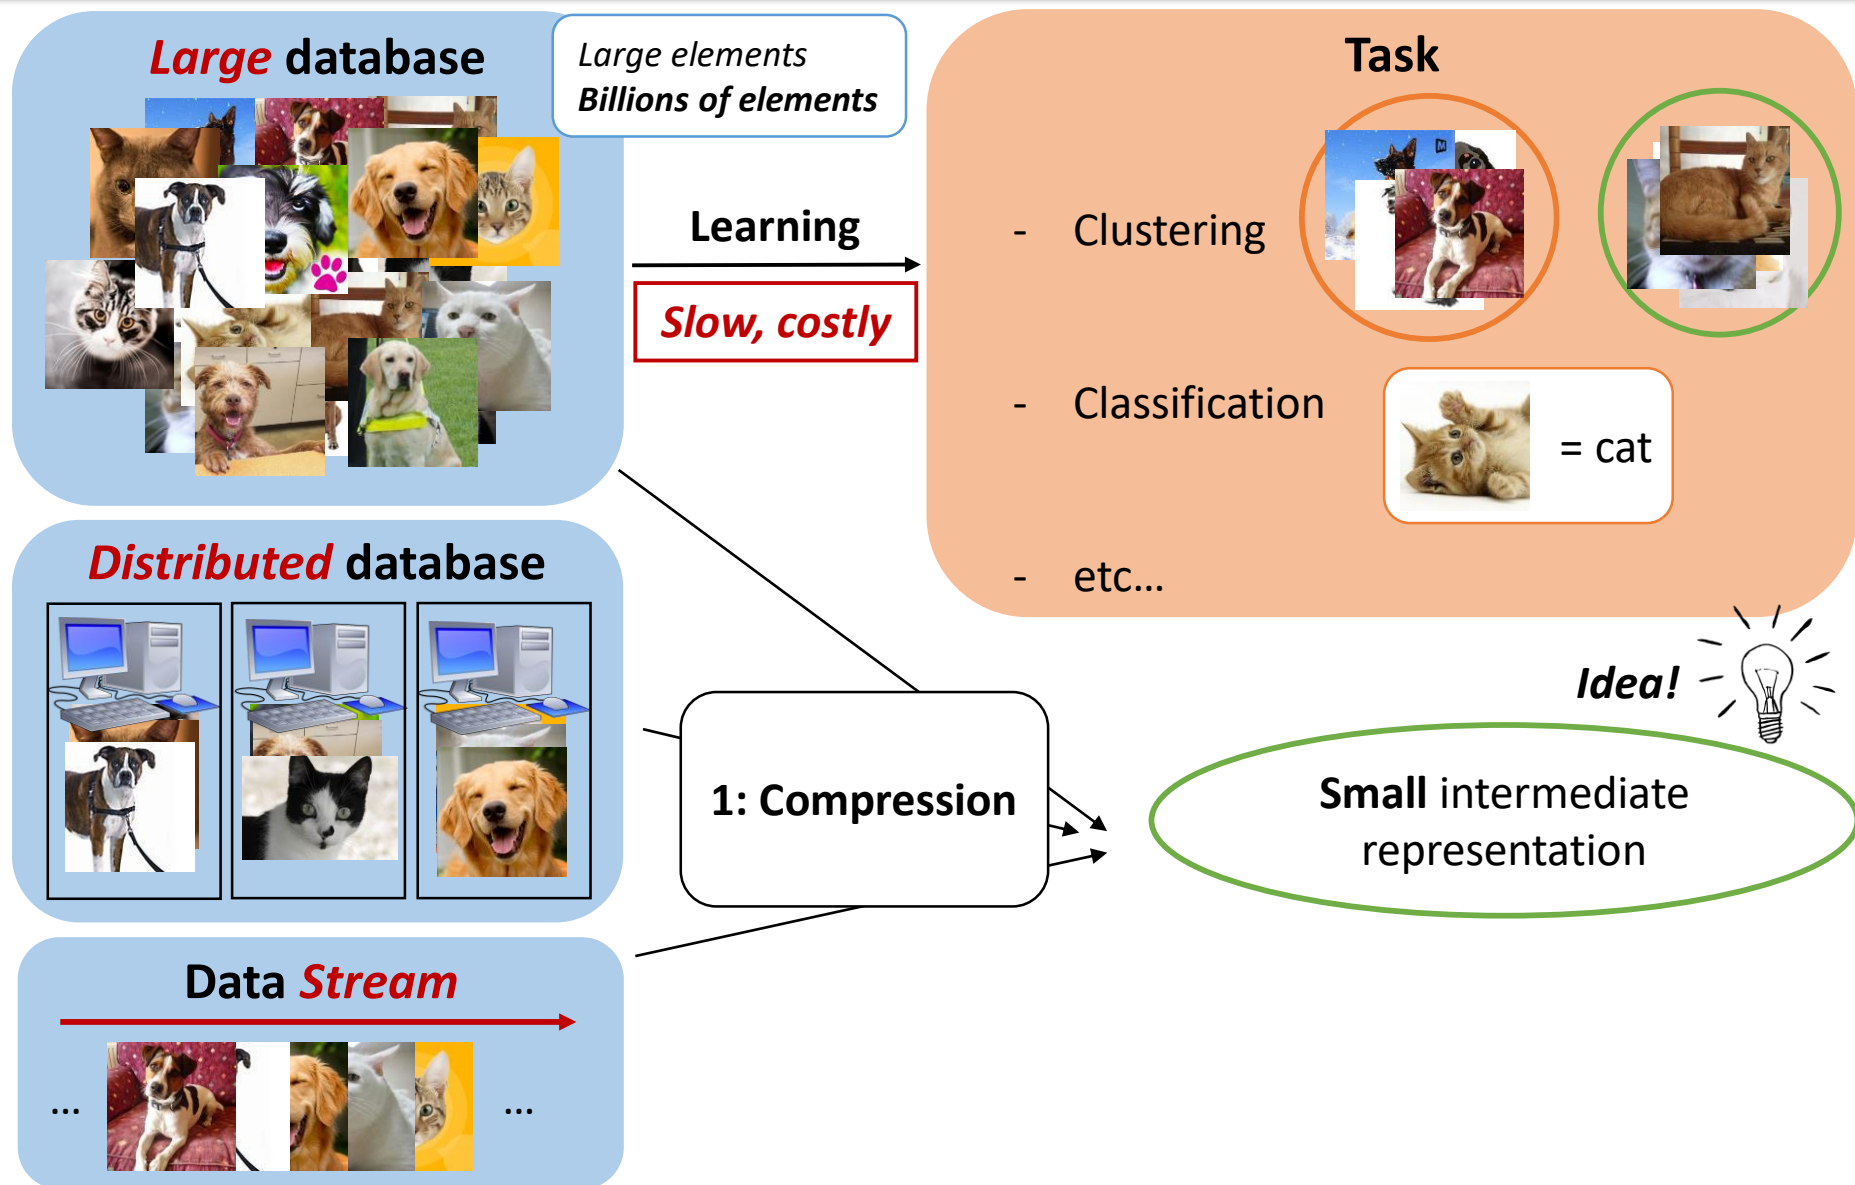 Large database
Large elements
Billions of elements
Learning
Slow, costly
Task
- Clustering
- Classification
= cat
- etc...
Distributed database
Data Stream
... ...
1: Compression
Idea!
Small intermediate
representation
M